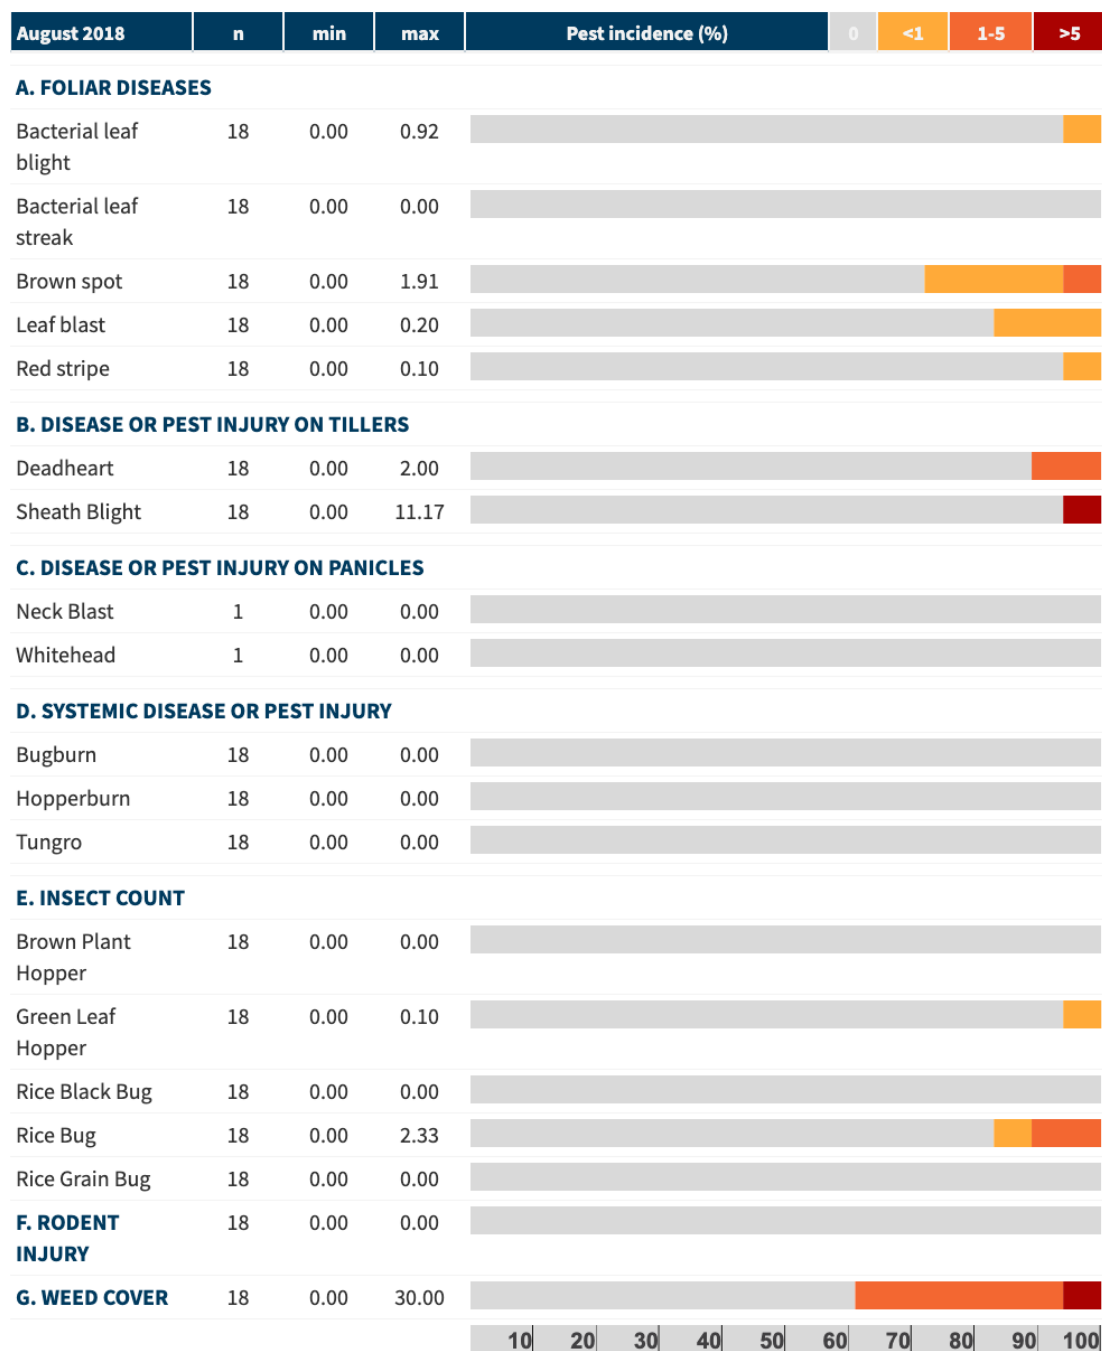 August 2018 n min max Pest incidence (%) 0 <1 1-5 >5
A. FOLIAR DISEASES
Bacterial leaf 18 0.00 0.92
blight
Bacterial leaf 18 0.00 0.00
streak
Brown spot 18 0.00 1.91
Leaf blast 18 0.00 0.20
Red stripe 18 0.00 0.10
B. DISEASE OR PEST INJURY ON TILLERS
Deadheart 18 0.00 2.00
Sheath Blight 18 0.00 11.17
C. DISEASE OR PEST INJURY ON PANICLES
Neck Blast 1 0.00 0.00
Whitehead 1 0.00 0.00
D. SYSTEMIC DISEASE OR PEST INJURY
Bugburn 18 0.00 0.00
Hopperburn 18 0.00 0.00
Tungro 18 0.00 0.00
E. INSECT COUNT
Brown Plant 18 0.00 0.00
Hopper
Green Leaf 18 0.00 0.10
Hopper
Rice Black Bug 18 0.00 0.00
Rice Bug 18 0.00 2.33
Rice Grain Bug 18 0.00 0.00
F. RODENT 18 0.00 0.00
INJURY
G. WEED COVER 18 0.00 30.00
10 20 30 40 50 60 70 80 90 100